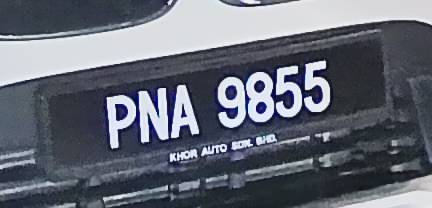 PNA 9855
KHOR AUTO SDN. BHD.